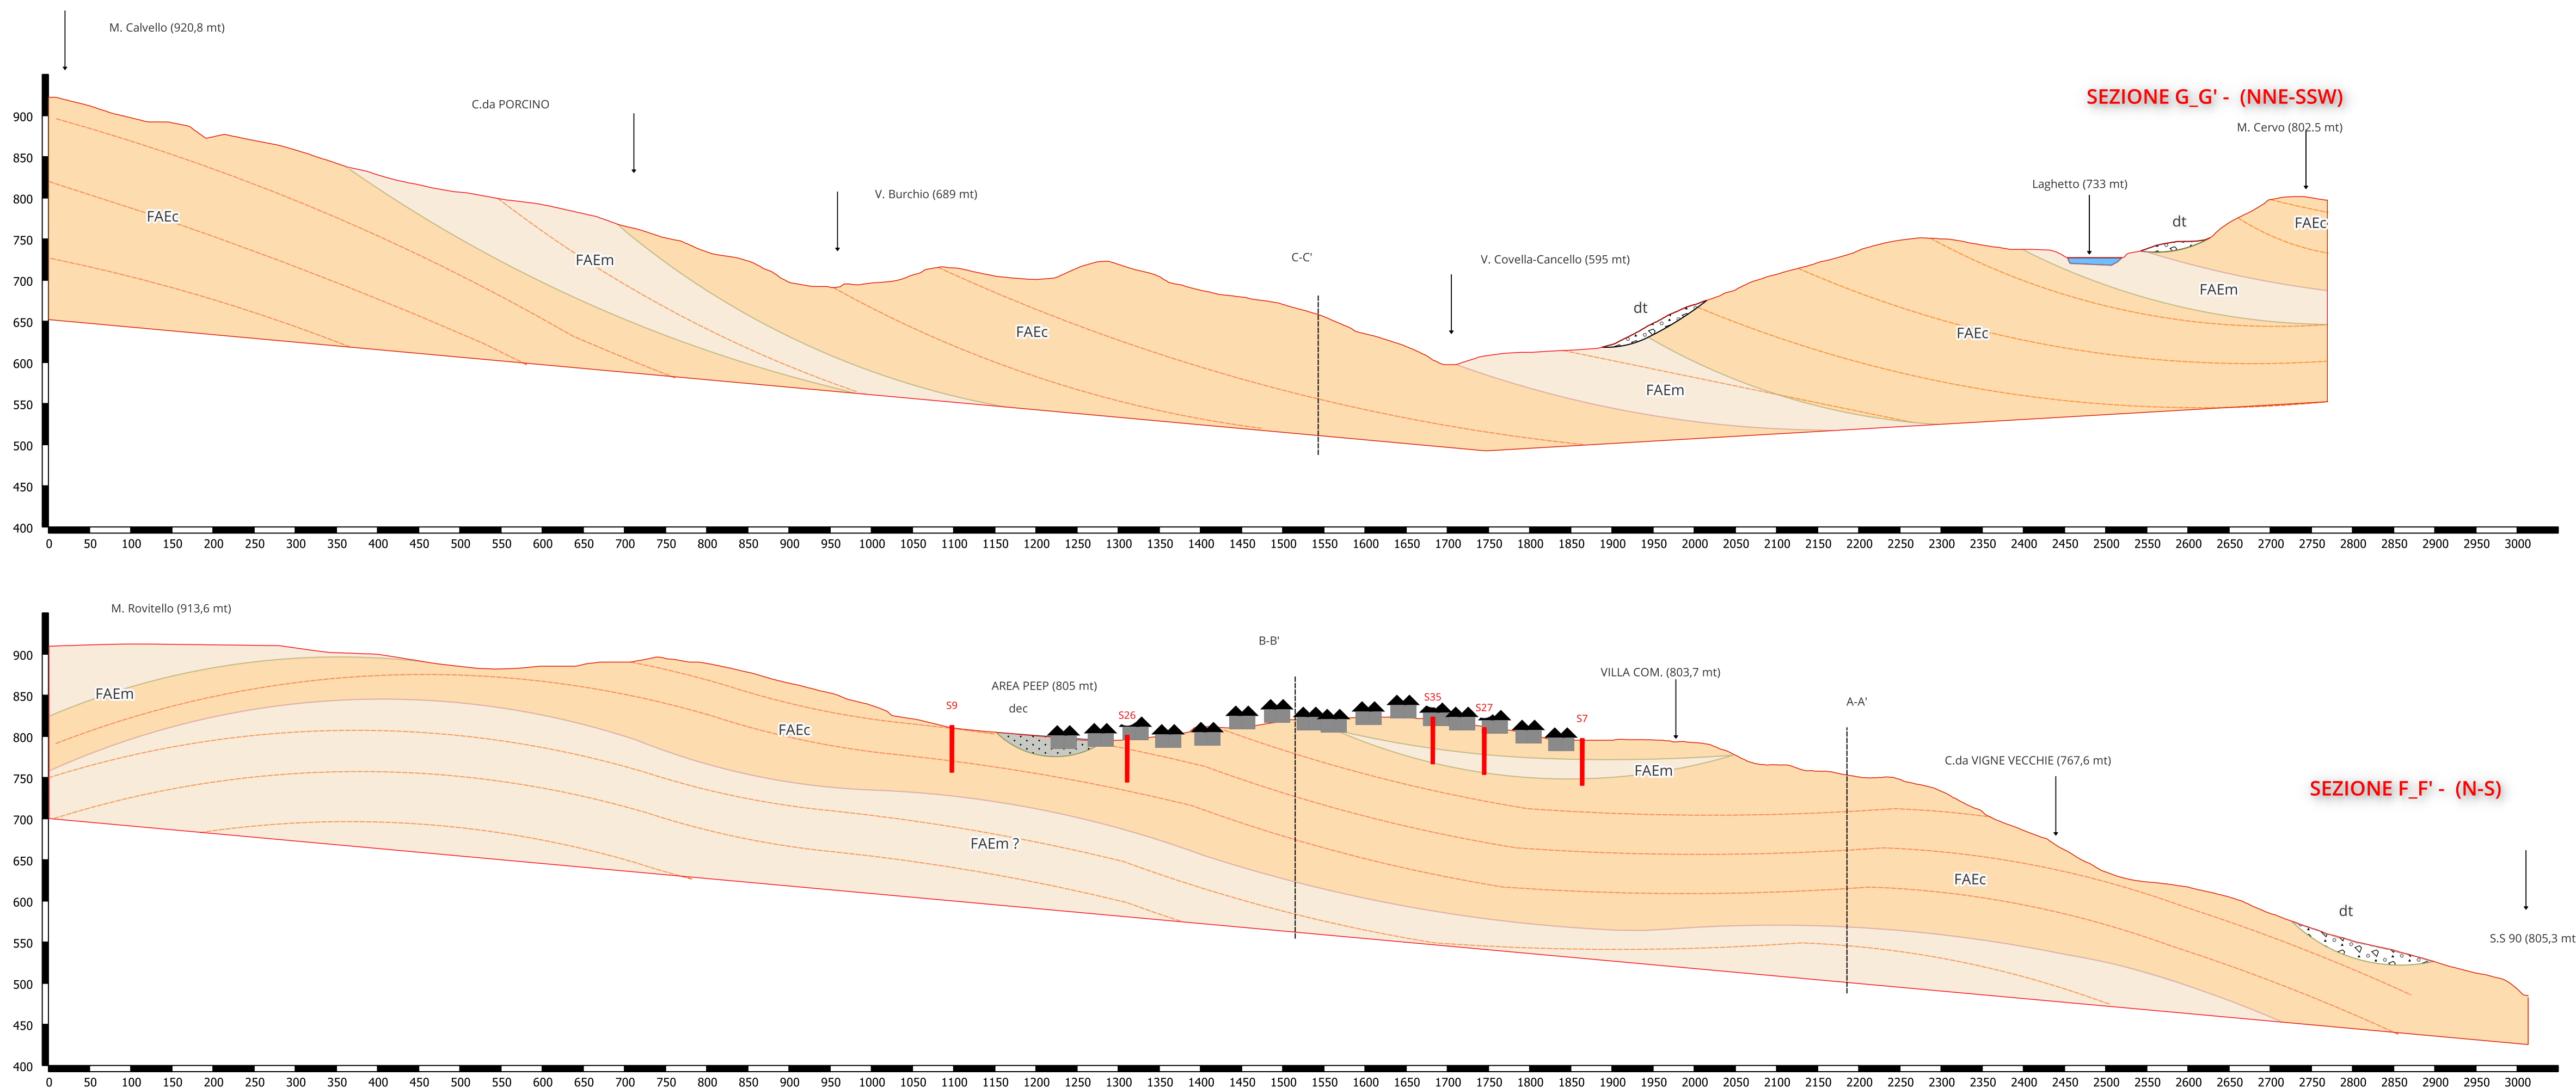 M. Calvello (920,8 mt)
SEZIONE G_G' - (NNE-SSW)
C.da PORCINO
M. Cervo (802.5 mt)
V. Burchio (689 mt)
Laghetto (733 mt)
C-C'
V. Covella-Cancello (595 mt)
dt
dt
FAEc
FAEc
FAEm
FAEm
FAEc
FAEc
FAEm
900
850
800
750
700
650
600
550
500
450
400
0 50 100 150 200 250 300 350 400 450 500 550 600 650 700 750 800 850 900 950 1000 1050 1100 1150 1200 1250 1300 1350 1400 1450 1500 1550 1600 1650 1700 1750 1800 1850 1900 1950 2000 2050 2100 2150 2200 2250 2300 2350 2400 2450 2500 2550 2600 2650 2700 2750 2800 2850 2900 2950 3000
M. Rovitello (913,6 mt)
B-B'
VILLA COM. (803,7 mt)
AREA PEEP (805 mt)
dec
S9
S26
S35
S27
S7
A-A'
C.da VIGNE VECCHIE (767,6 mt)
SEZIONE F_F' - (N-S)
FAEm
FAEc
FAEm
FAEm ?
FAEc
dt
S.S 90 (805,3 mt
900
850
800
750
700
650
600
550
500
450
400
0 50 100 150 200 250 300 350 400 450 500 550 600 650 700 750 800 850 900 950 1000 1050 1100 1150 1200 1250 1300 1350 1400 1450 1500 1550 1600 1650 1700 1750 1800 1850 1900 1950 2000 2050 2100 2150 2200 2250 2300 2350 2400 2450 2500 2550 2600 2650 2700 2750 2800 2850 2900 2950 3000